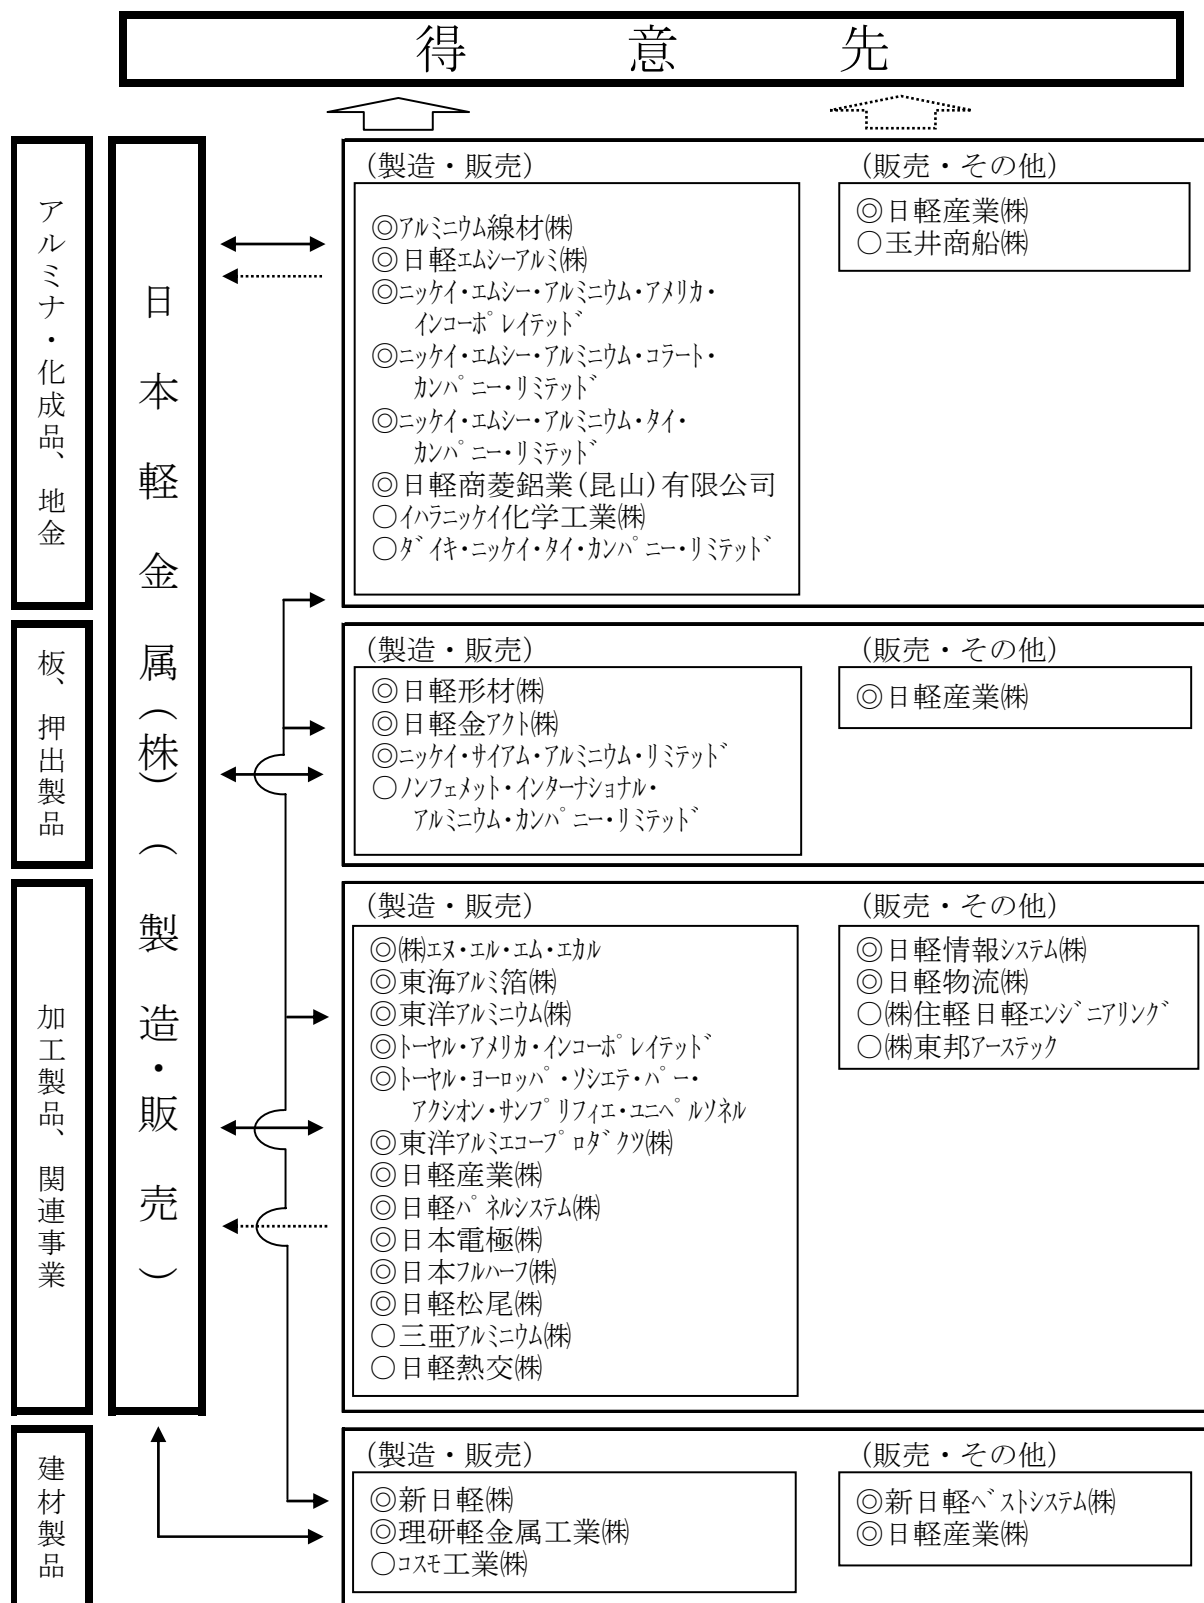 得意先
アルミナ・化成品、地金
日本軽金属(株)(製造・販売)
(製造・販売)
◎アルミニウム線材㈱
◎日軽エムシーアルミ㈱
◎ニッケイ・エムシー・アルミニウム・アメリカ・
インコーポレイテッド
◎ニッケイ・エムシー・アルミニウム・コラート・
カンパニー・リミテッド
◎ニッケイ・エムシー・アルミニウム・タイ・
カンパニー・リミテッド
◎日軽商菱鋁業(昆山)有限公司
○イハラニッケイ化学工業㈱
○ダイキ・ニッケイ・タイ・カンパニー・リミテッド
(販売・その他)
◎日軽産業㈱
○玉井商船㈱
板、押出製品
(製造・販売)
◎日軽形材㈱
◎日軽金アクト㈱
◎ニッケイ・サイアム・アルミニウム・リミテッド
○ノンフェメット・インターナショナル・
アルミニウム・カンパニー・リミテッド
(販売・その他)
◎日軽産業㈱
加工製品、関連事業
(製造・販売)
◎㈱エヌ・エル・エム・エカル
◎東海アルミ箔㈱
◎東洋アルミニウム㈱
◎トーヤル・アメリカ・インコーポレイテッド
◎トーヤル・ヨーロッパ・ソシエテ・パー・
アクシオン・サンプリフィエ・ユニペルソネル
◎東洋アルミエコープロダクツ㈱
◎日軽産業㈱
◎日軽パネルシステム㈱
◎日本電極㈱
◎日本フルハーフ㈱
◎日軽松尾㈱
○三亜アルミニウム㈱
○日軽熱交㈱
(販売・その他)
◎日軽情報システム㈱
◎日軽物流㈱
○㈱住軽日軽エンジニアリング
○㈱東邦アーステック
建材製品
(製造・販売)
◎新日軽㈱
◎理研軽金属工業㈱
○コスモ工業㈱
(販売・その他)
◎新日軽ベストシステム㈱
◎日軽産業㈱